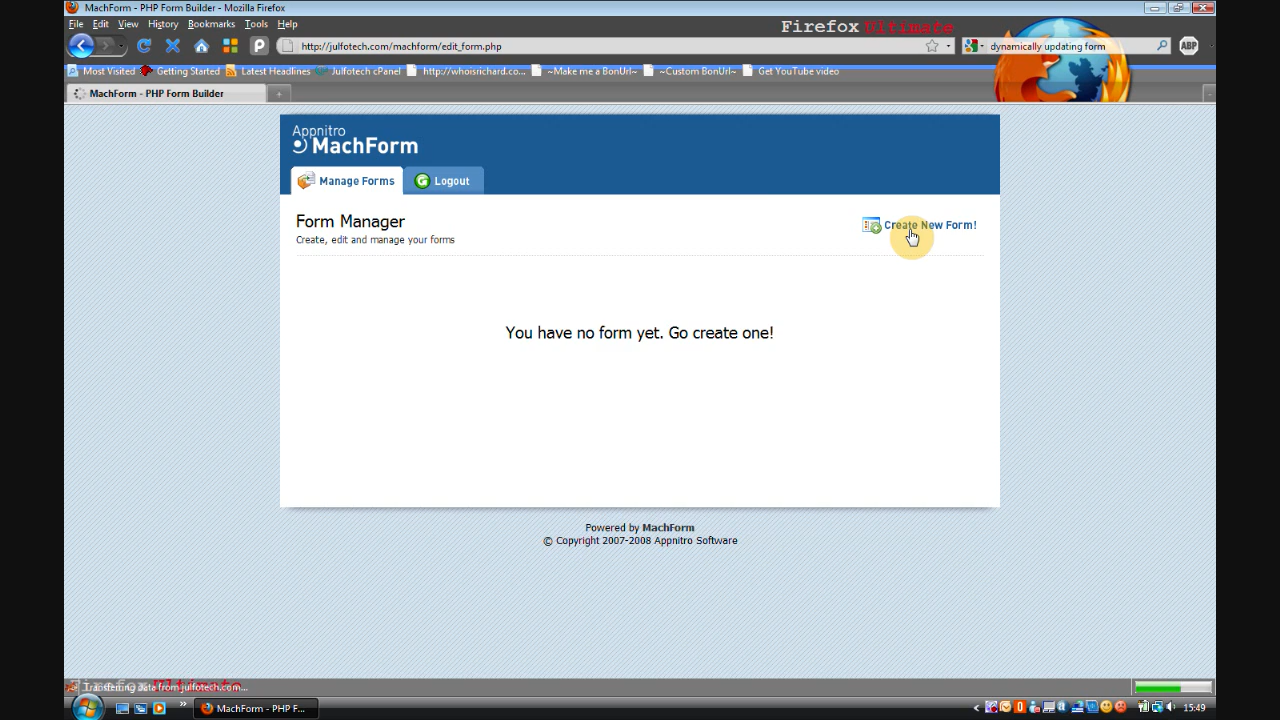 MachForm - PHP Form Builder - Mozilla Firefox
File Edit View History Bookmarks Tools Help
Firefox Ultimate
http://julfotech.com/machform/edit_form.php
dynamically updating form
ABP
Most Visited Getting Started Latest Headlines Julfotech cPanel http://whoisrichard.co... ~Make me a BonUrl~ ~Custom BonUrl~ Get YouTube video
MachForm - PHP Form Builder
Appnitro
MachForm
Manage Forms Logout
Form Manager
Create New Form!
Create, edit and manage your forms
You have no form yet. Go create one!
Powered by MachForm
© Copyright 2007-2008 Appnitro Software
Firefox Ultimate
Transferring data from julfotech.com...
MachForm - PHP F...
15:49